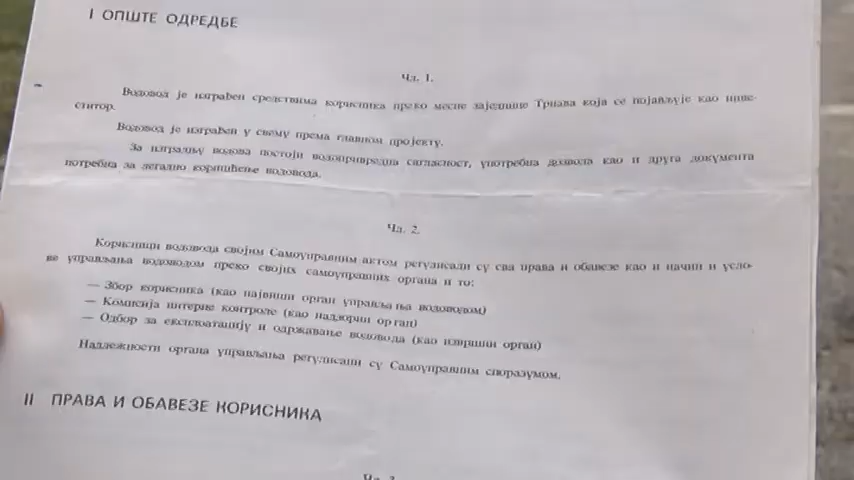 I ОПШТЕ ОДРЕДБЕ
Чл. 1.
Водовод је изграђен средствима корисника преко месне заједнице Трнава која се појављује као инве-
ститор.
Водовод је изграђен у свему према главном пројекту.
За изградњу водова постоји водопривредна сагласност, употребна дозвола као и друга документа
потребна за легално коришћење водовода.
Чл. 2.
Корисници водовода својим Самоуправним актом регулисали су сва права и обавезе као и начин и усло-
ве управљања водоводом преко својих самоуправних органа и то:
— Збор корисника (као највиши орган управљања водоводом)
— Комисија интерне контроле (као надзорни орган)
— Одбор за експлоатацију и одржавање водовода (као извршни орган)
Надлежности органа управљања регулисани су Самоуправним споразумом.
II ПРАВА И ОБАВЕЗЕ КОРИСНИКА